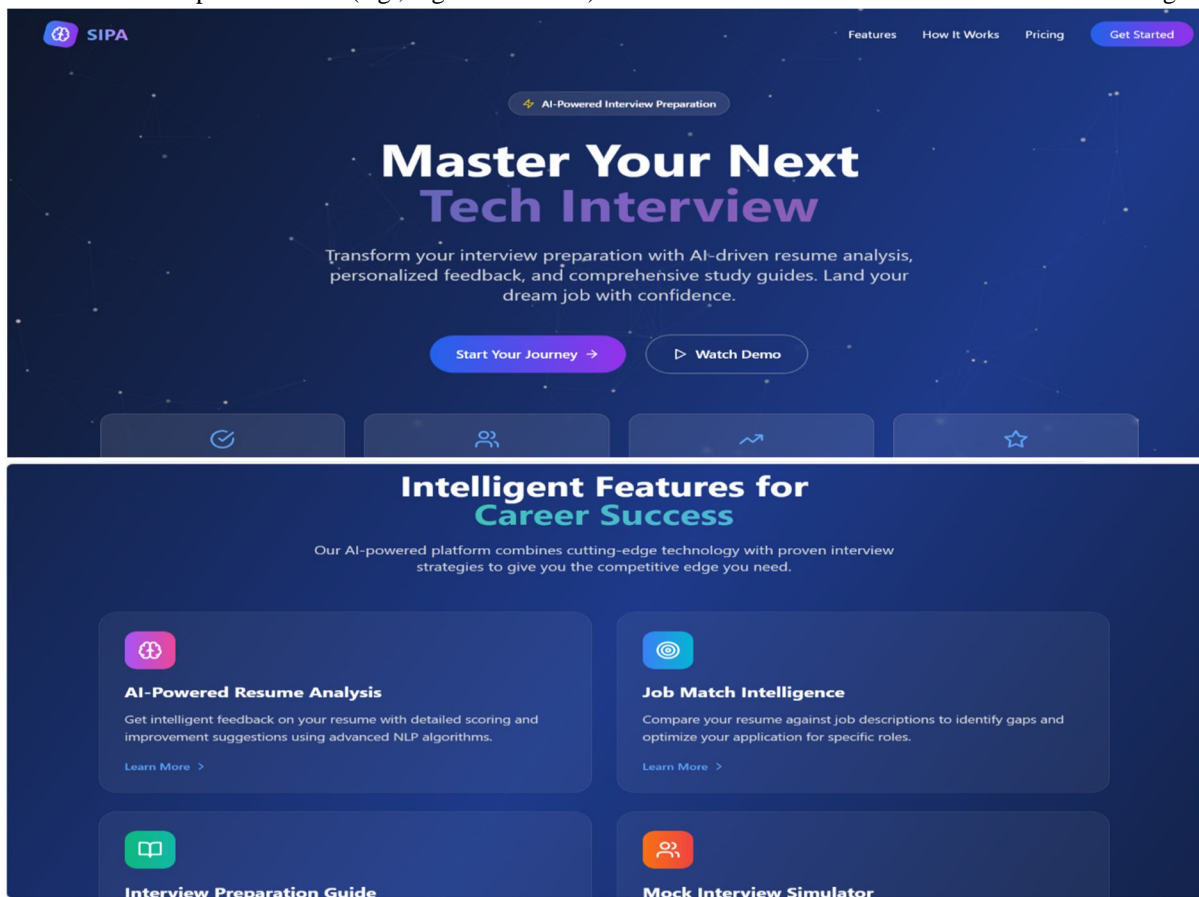 SIPA
Features How It Works Pricing Get Started
AI-Powered Interview Preparation
Master Your Next
Tech Interview
Transform your interview preparation with AI-driven resume analysis,
personalized feedback, and comprehensive study guides. Land your
dream job with confidence.
Start Your Journey →
Watch Demo
Intelligent Features for
Career Success
Our AI-powered platform combines cutting-edge technology with proven interview
strategies to give you the competitive edge you need.
AI-Powered Resume Analysis
Get intelligent feedback on your resume with detailed scoring and
improvement suggestions using advanced NLP algorithms.
Learn More >
Job Match Intelligence
Compare your resume against job descriptions to identify gaps and
optimize your application for specific roles.
Learn More >
Interview Preparation Guide
Mock Interview Simulator